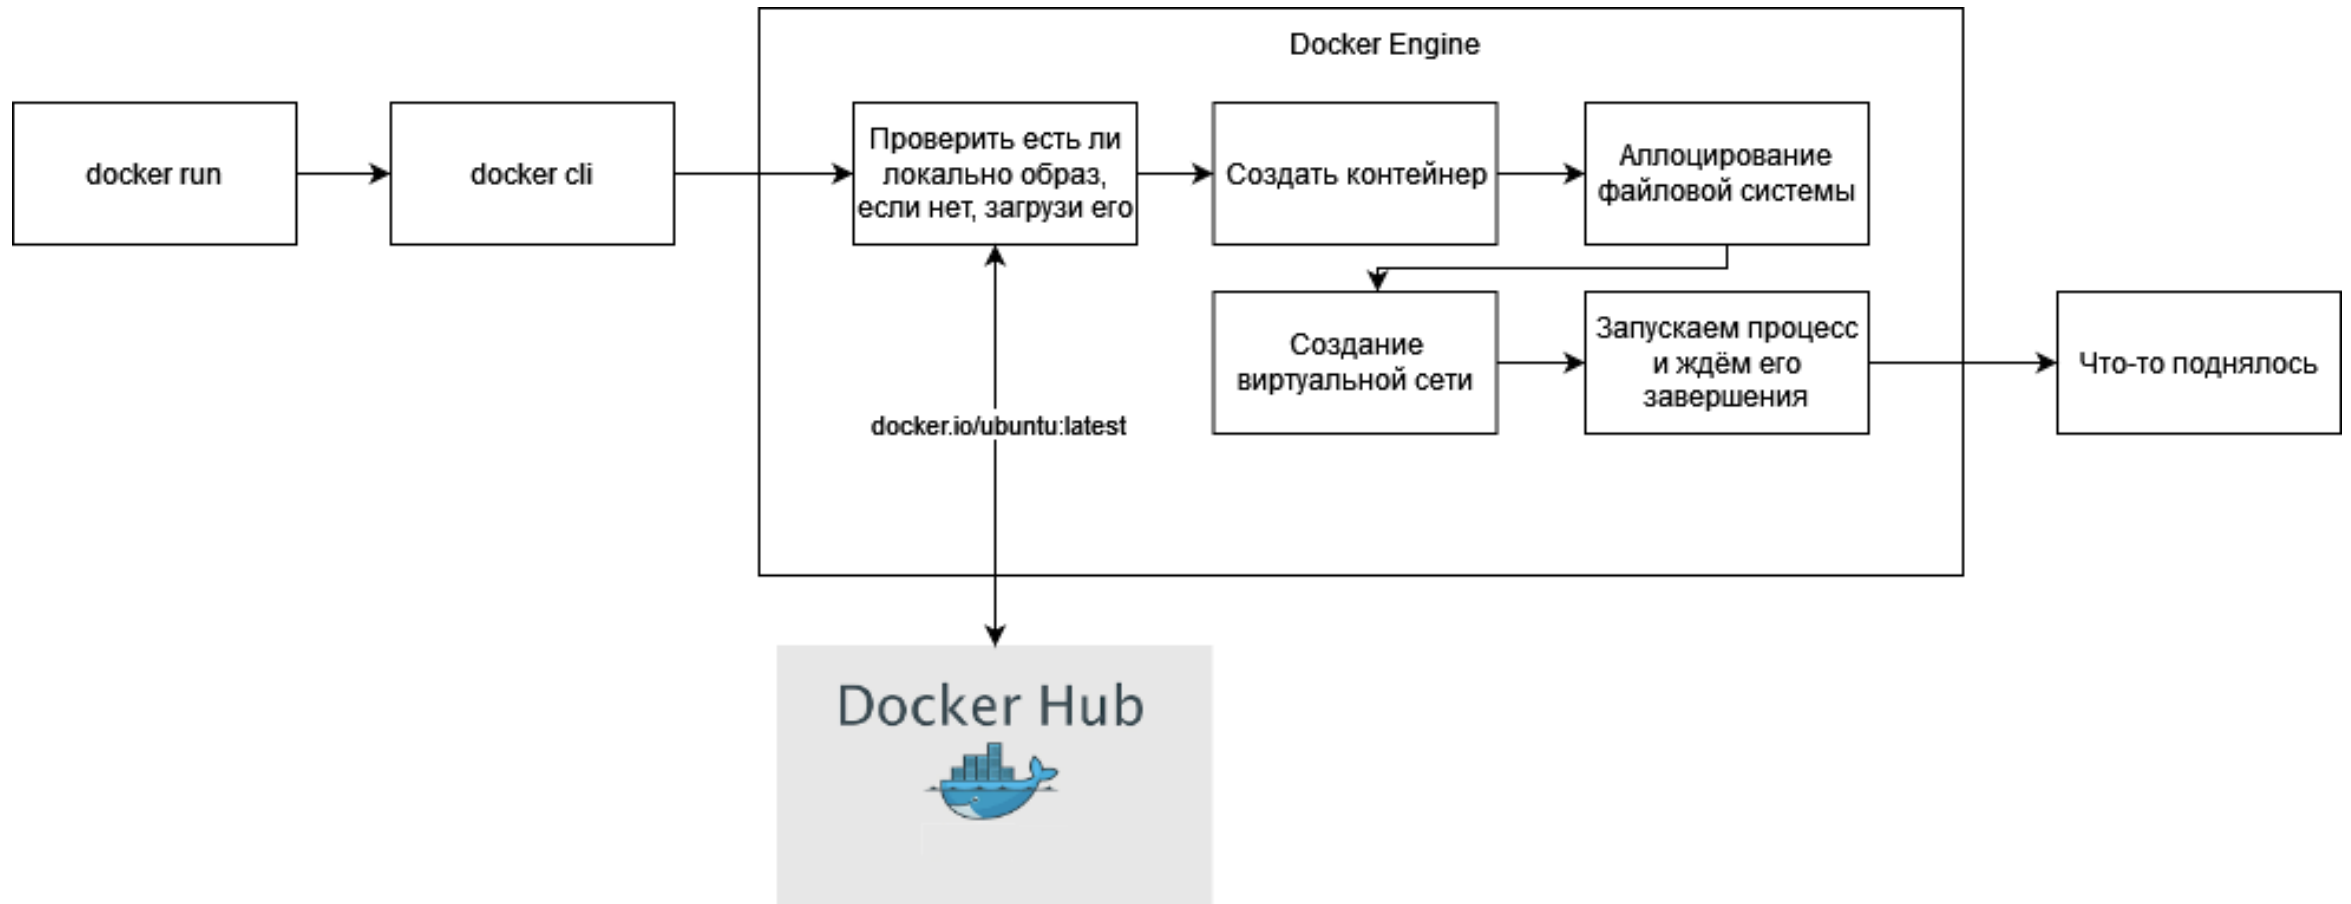 Docker Engine
docker run
docker cli
Проверить есть ли
локально образ,
если нет, загрузи его
Создать контейнер
Аллоцирование
файловой системы
Создание
виртуальной сети
Запускаем процесс
и ждём его
завершения
Что-то поднялось
docker.io/ubuntu:latest
Docker Hub